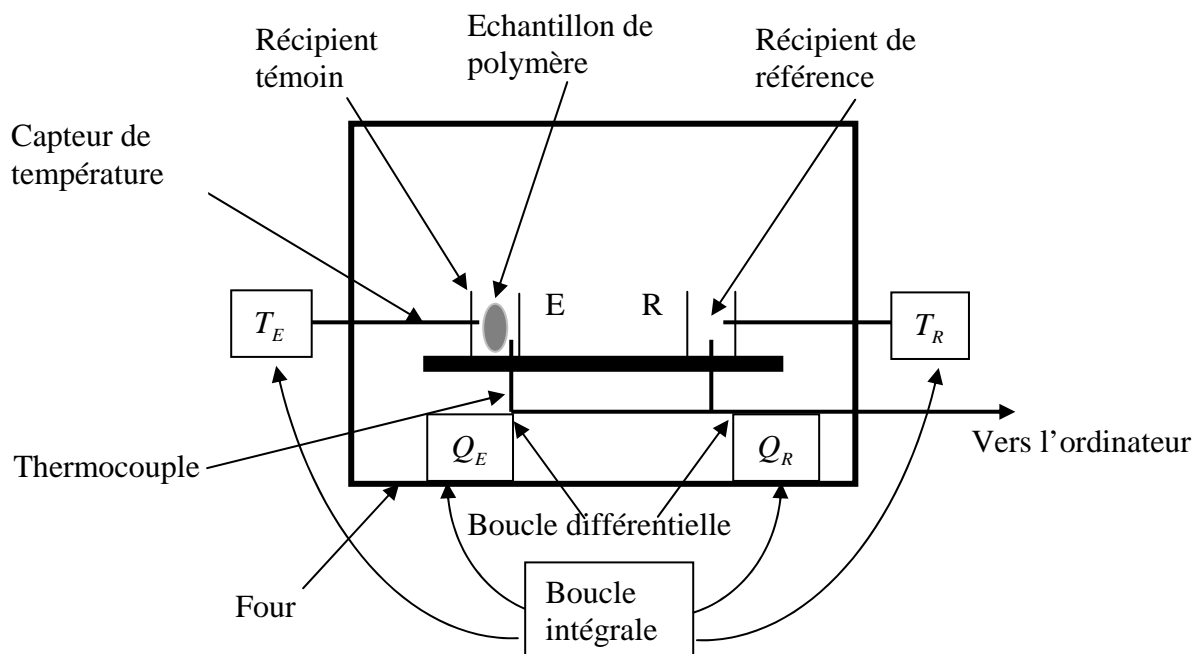 Récipient
témoin
Echantillon de
polymère
Récipient de
référence
Capteur de
température
E
R
T_E
T_R
Thermocouple
Q_E
Q_R
Vers l’ordinateur
Boucle différentielle
Four
Boucle
intégrale